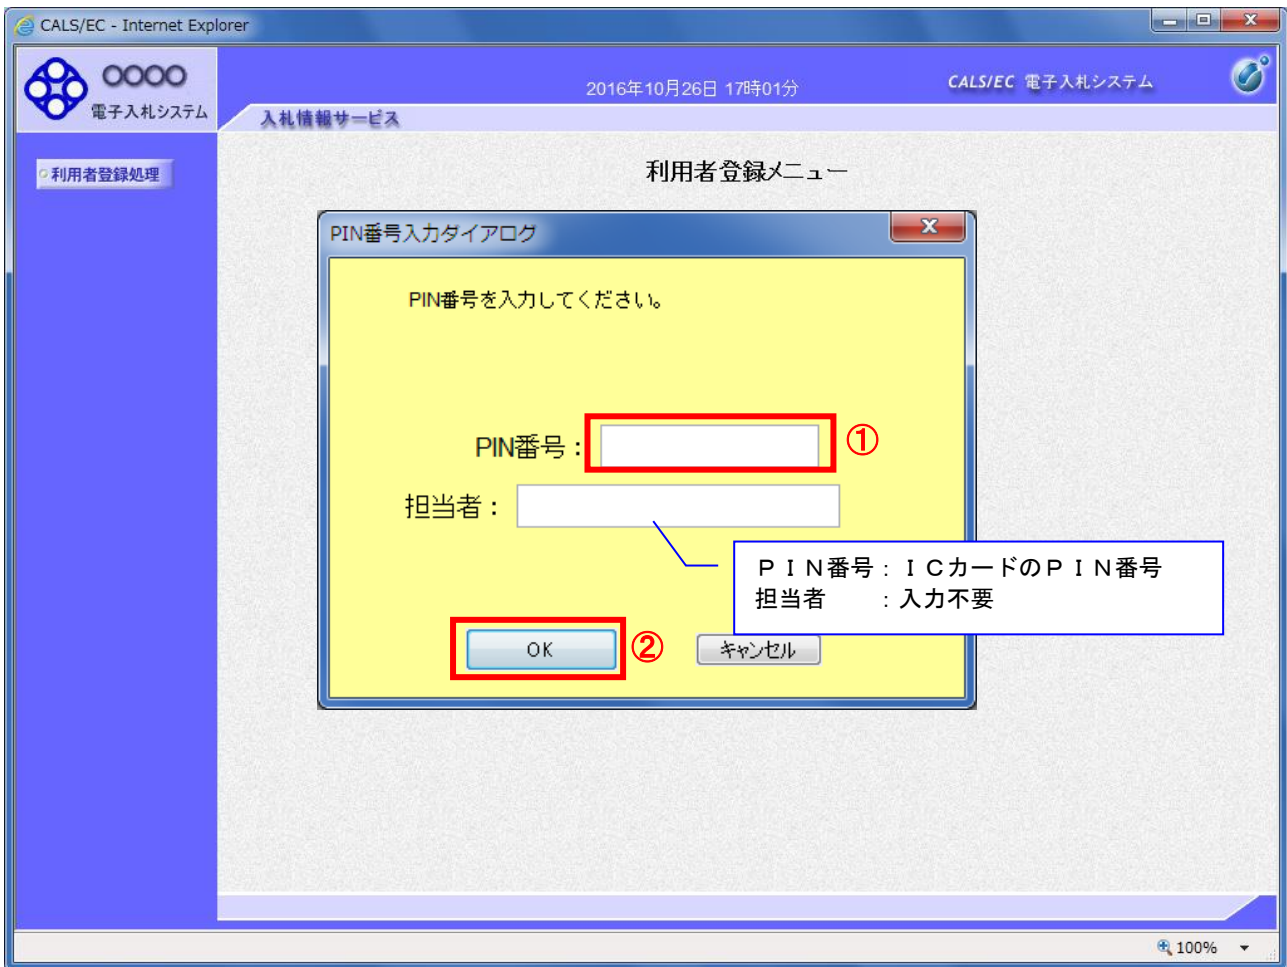 CALS/EC - Internet Explorer
○○○○
電子入札システム
2016年10月26日 17時01分
CALS/EC 電子入札システム
入札情報サービス
利用者登録処理
利用者登録メニュー
PIN番号入力ダイアログ
PIN番号を入力してください。
PIN番号：
①
担当者：
ＰＩＮ番号：ＩＣカードのＰＩＮ番号
担当者　　：入力不要
OK
②
キャンセル
100%